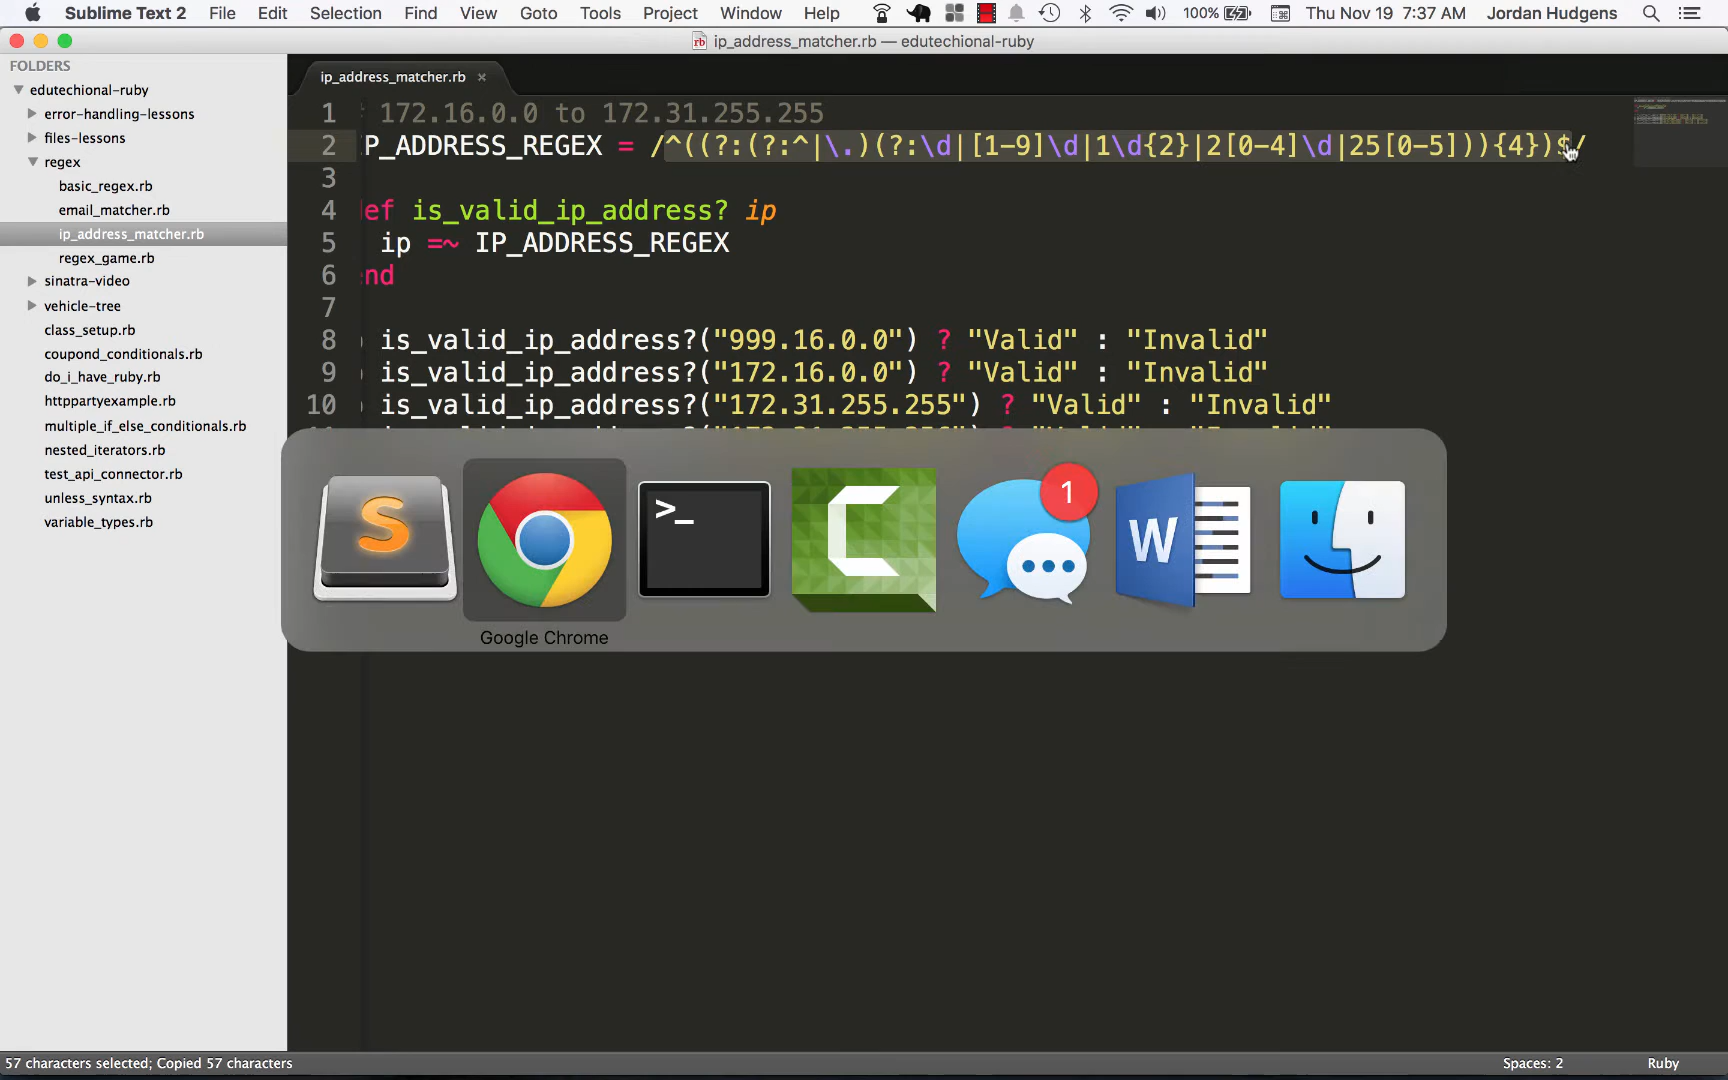 Sublime Text 2 File Edit Selection Find View Goto Tools Project Window Help 100% Thu Nov 19 7:37 AM Jordan Hudgens
ip_address_matcher.rb — edutechional-ruby
FOLDERS
edutechional-ruby
error-handling-lessons
files-lessons
regex
basic_regex.rb
email_matcher.rb
ip_address_matcher.rb
regex_game.rb
sinatra-video
vehicle-tree
class_setup.rb
coupond_conditionals.rb
do_i_have_ruby.rb
httppartyexample.rb
multiple_if_else_conditionals.rb
nested_iterators.rb
test_api_connector.rb
unless_syntax.rb
variable_types.rb
ip_address_matcher.rb ×
1 172.16.0.0 to 172.31.255.255
2 P_ADDRESS_REGEX = /^((?:(?:^|\.)(?:\d|[1-9]\d|1\d{2}|2[0-4]\d|25[0-5])){4})$/
3
4 ef is_valid_ip_address? ip
5 ip =~ IP_ADDRESS_REGEX
6 nd
7
8 is_valid_ip_address?("999.16.0.0") ? "Valid" : "Invalid"
9 is_valid_ip_address?("172.16.0.0") ? "Valid" : "Invalid"
10 is_valid_ip_address?("172.31.255.255") ? "Valid" : "Invalid"
S
>_
C
1
W
Google Chrome
57 characters selected; Copied 57 characters
Spaces: 2 Ruby